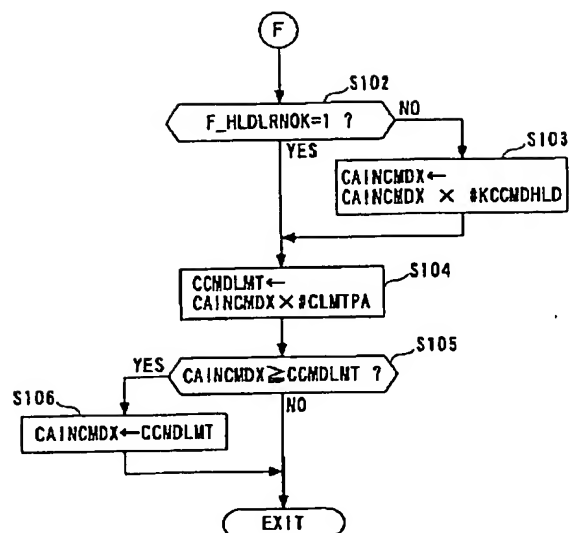 F
S102
F_HLDLRNOK=1 ?
NO
YES
S103
CAINCMDX←
CAINCMDX × #KCCMDHLD
S104
CCMDLMT←
CAINCMDX×#CLMTPA
S105
YES
CAINCMDX≧CCMDLMT ?
NO
S106
CAINCMDX←CCMDLMT
EXIT